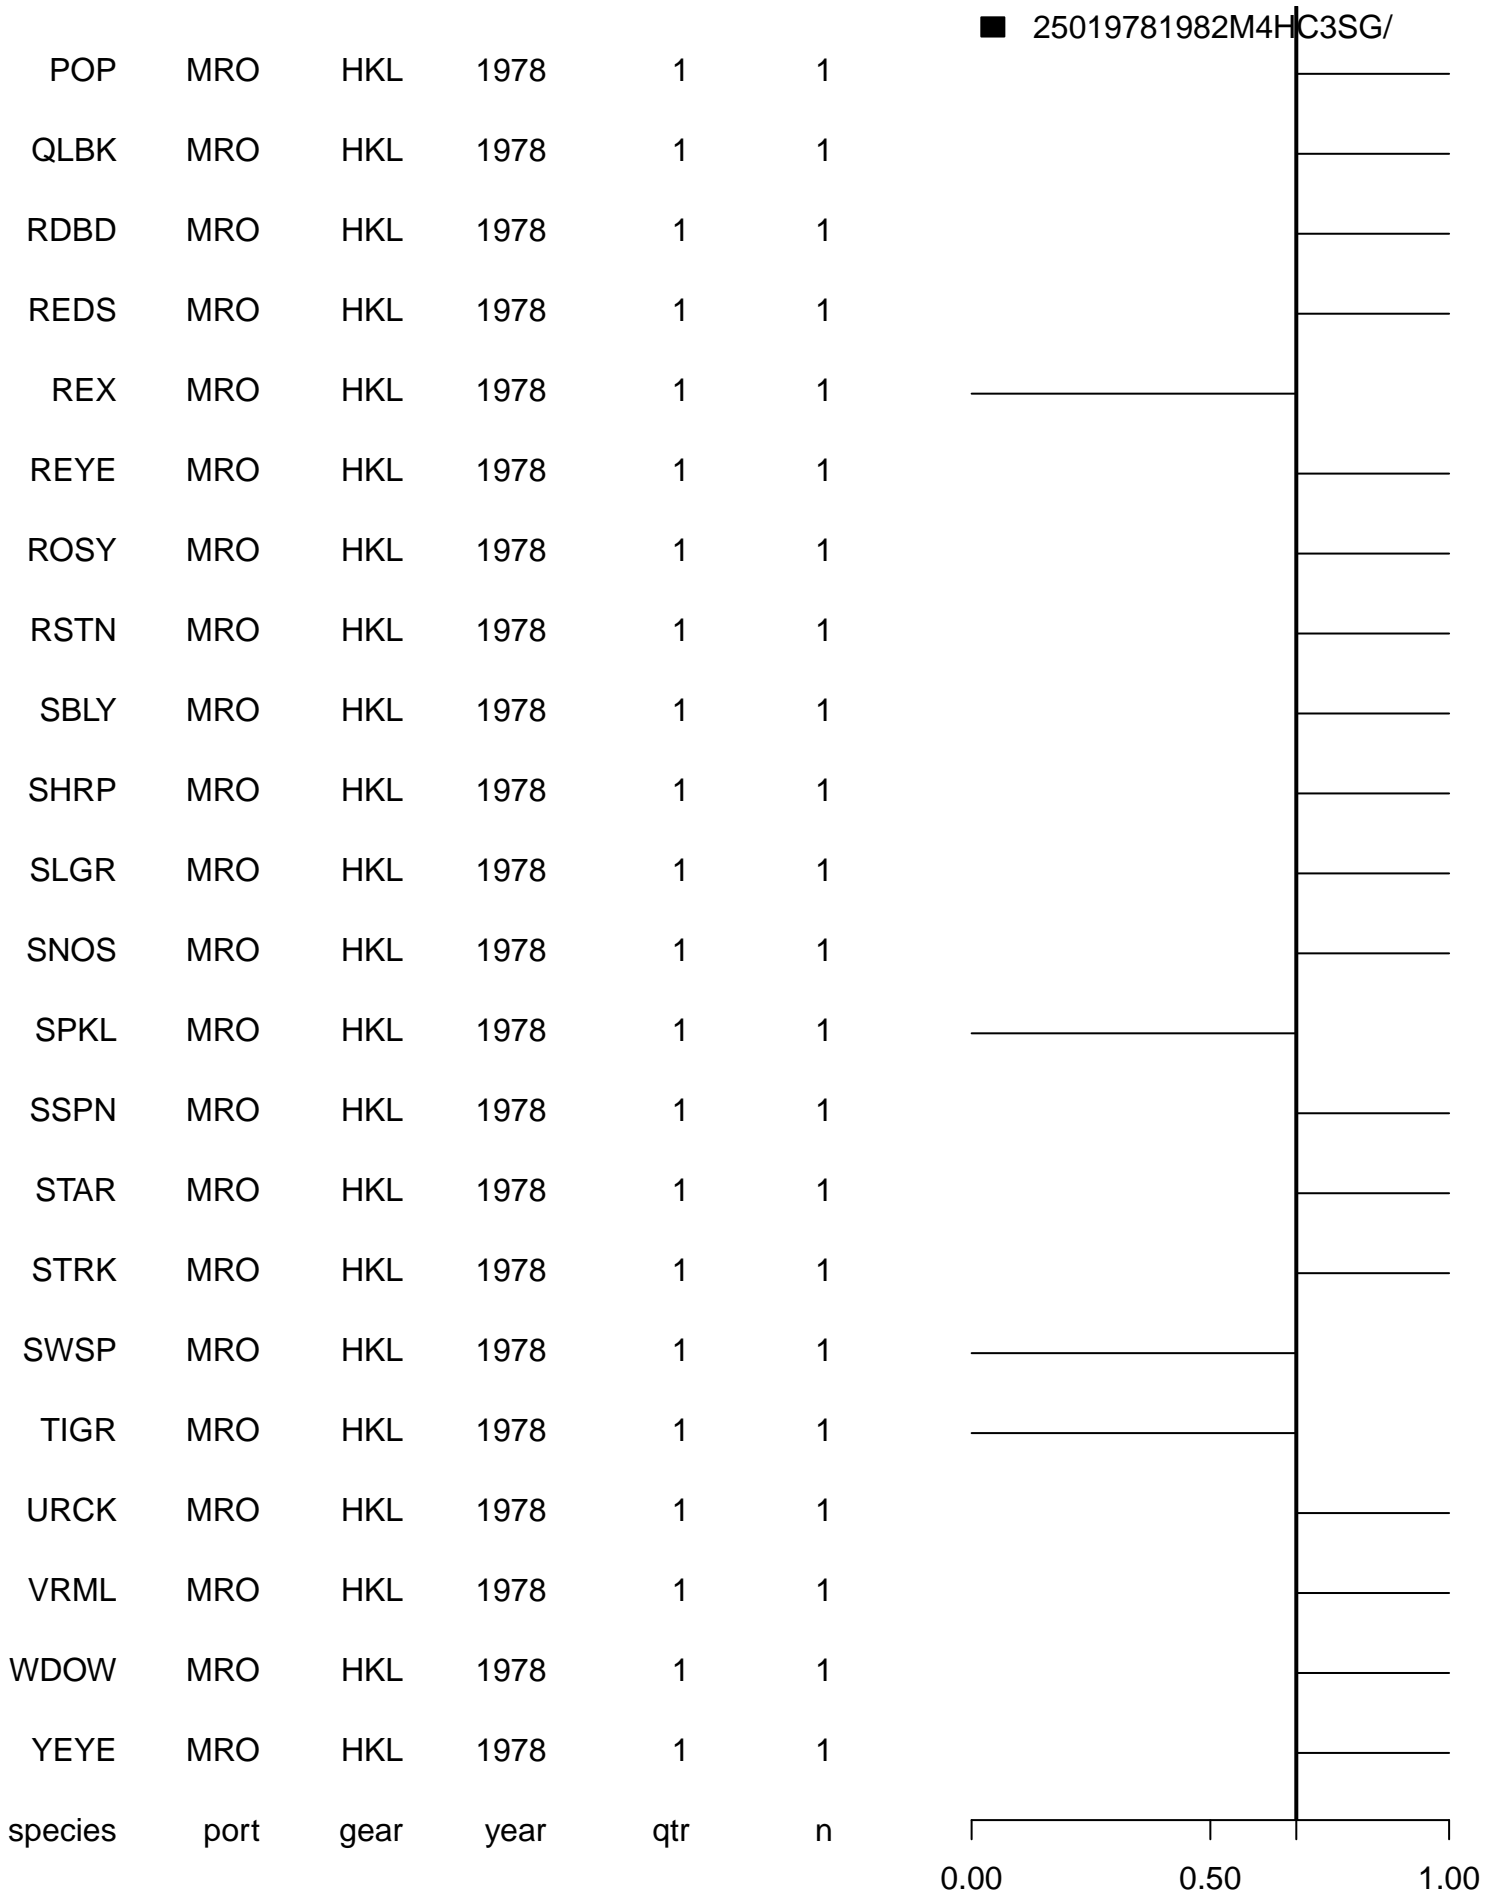 25019781982M4HC3SG/
POP MRO HKL 1978 1 1
QLBK MRO HKL 1978 1 1
RDBD MRO HKL 1978 1 1
REDS MRO HKL 1978 1 1
REX MRO HKL 1978 1 1
REYE MRO HKL 1978 1 1
ROSY MRO HKL 1978 1 1
RSTN MRO HKL 1978 1 1
SBLY MRO HKL 1978 1 1
SHRP MRO HKL 1978 1 1
SLGR MRO HKL 1978 1 1
SNOS MRO HKL 1978 1 1
SPKL MRO HKL 1978 1 1
SSPN MRO HKL 1978 1 1
STAR MRO HKL 1978 1 1
STRK MRO HKL 1978 1 1
SWSP MRO HKL 1978 1 1
TIGR MRO HKL 1978 1 1
URCK MRO HKL 1978 1 1
VRML MRO HKL 1978 1 1
WDOW MRO HKL 1978 1 1
YEYE MRO HKL 1978 1 1
species port gear year qtr n
0.00 0.50 1.00